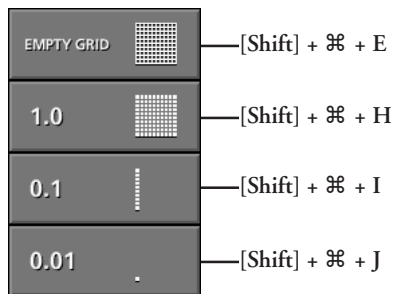 EMPTY GRID [Shift] + ⌘ + E
1.0 [Shift] + ⌘ + H
0.1 [Shift] + ⌘ + I
0.01 [Shift] + ⌘ + J